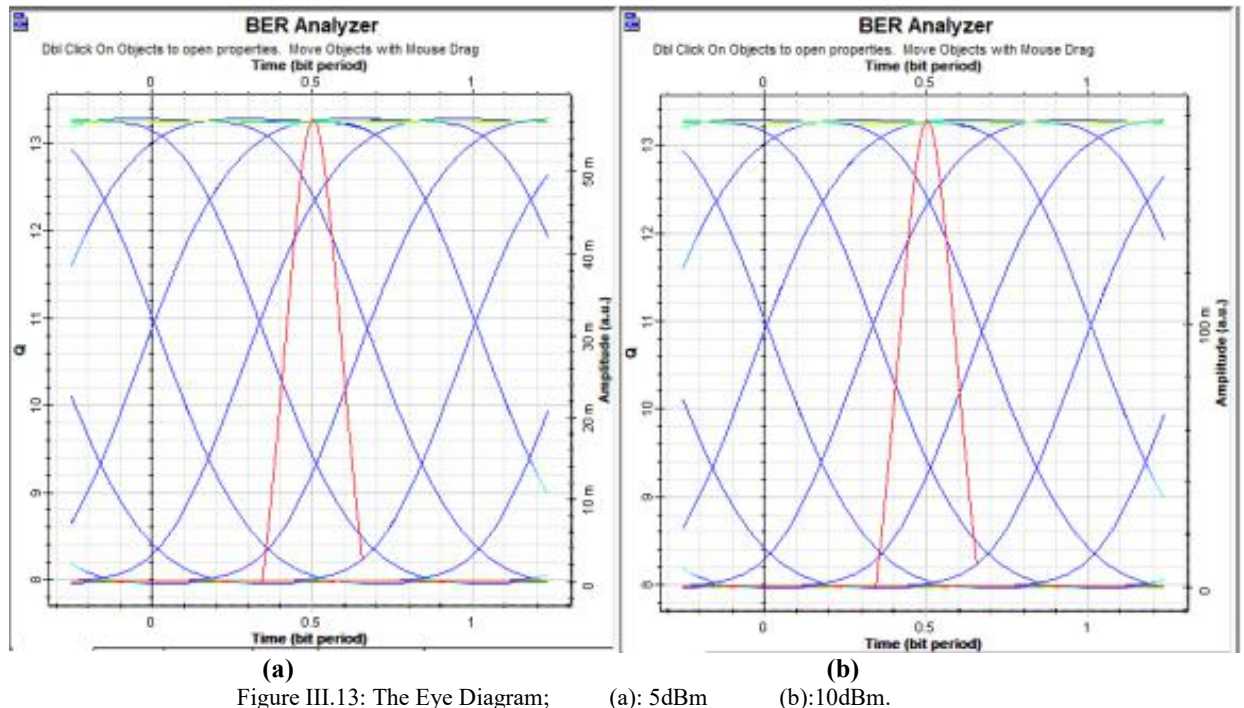 BER Analyzer
Dbl Click On Objects to open properties. Move Objects with Mouse Drag
Time (bit period)
0 0.5 1
Q
8 9 10 11 12 13
Amplitude (a.u.)
0 10 m 20 m 30 m 40 m 50 m
0 0.5 1
Time (bit period)
(a)
BER Analyzer
Dbl Click On Objects to open properties. Move Objects with Mouse Drag
Time (bit period)
0 0.5 1
Q
8 9 10 11 12 13
Amplitude (a.u.)
0 100 m
0 0.5 1
Time (bit period)
(b)
Figure III.13: The Eye Diagram; (a): 5dBm (b):10dBm.